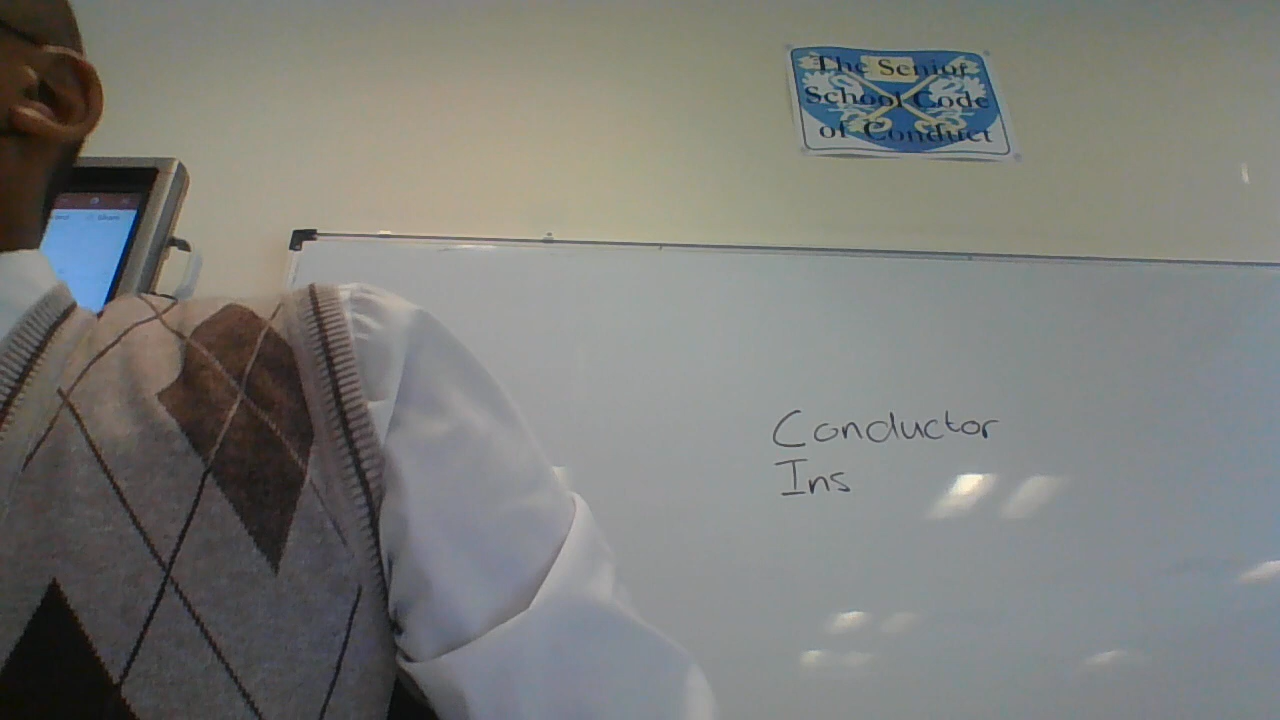 The Senior
School Code
of Conduct
Conductor
Ins